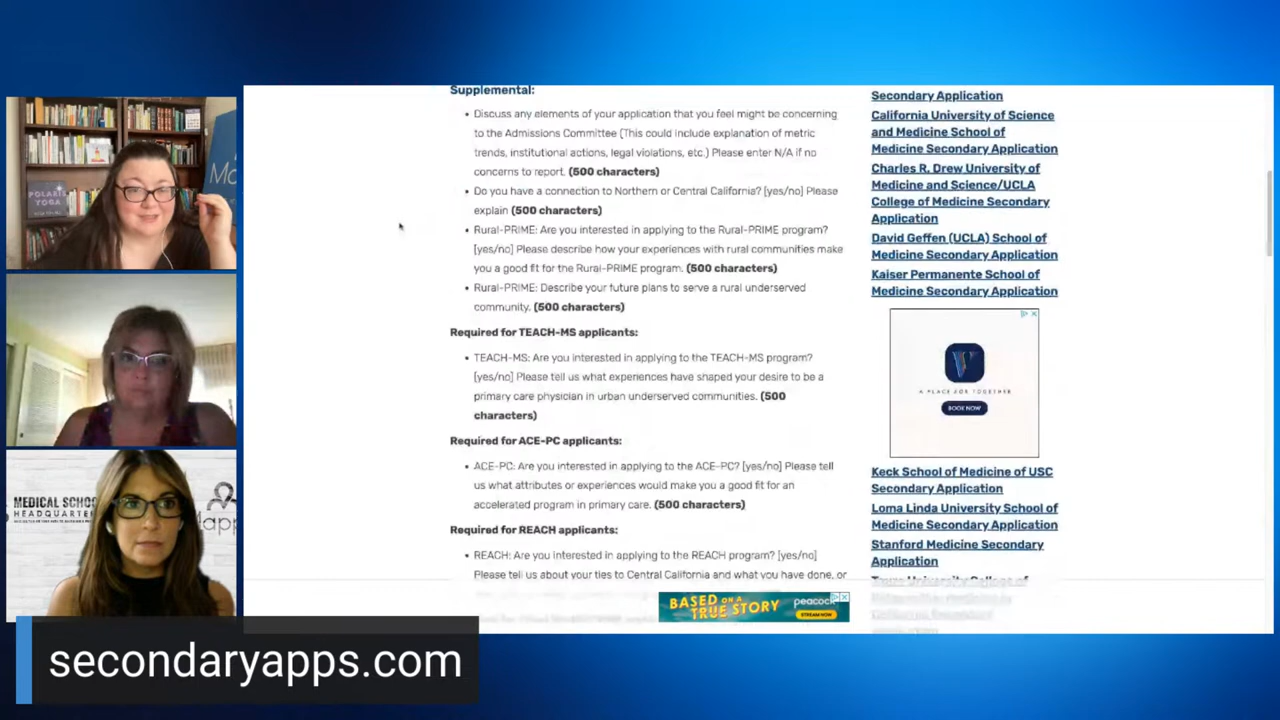 Supplemental:
• Discuss any elements of your application that you feel might be concerning
to the Admissions Committee (This could include explanation of metric
trends, institutional actions, legal violations, etc.) Please enter N/A if no
concerns to report. (500 characters)
• Do you have a connection to Northern or Central California? [yes/no] Please
explain (500 characters)
• Rural-PRIME: Are you interested in applying to the Rural-PRIME program?
[yes/no] Please describe how your experiences with rural communities make
you a good fit for the Rural-PRIME program. (500 characters)
• Rural-PRIME: Describe your future plans to serve a rural underserved
community. (500 characters)
Required for TEACH-MS applicants:
• TEACH-MS: Are you interested in applying to the TEACH-MS program?
[yes/no] Please tell us what experiences have shaped your desire to be a
primary care physician in urban underserved communities. (500
characters)
Required for ACE-PC applicants:
• ACE-PC: Are you interested in applying to the ACE-PC? [yes/no] Please tell
us what attributes or experiences would make you a good fit for an
accelerated program in primary care. (500 characters)
Required for REACH applicants:
• REACH: Are you interested in applying to the REACH program? [yes/no]
Please tell us about your ties to Central California and what you have done, or
Secondary Application
California University of Science
and Medicine School of
Medicine Secondary Application
Charles R. Drew University of
Medicine and Science/UCLA
College of Medicine Secondary
Application
David Geffen (UCLA) School of
Medicine Secondary Application
Kaiser Permanente School of
Medicine Secondary Application
A PLACE FOR TOGETHER
BOOK NOW
Keck School of Medicine of USC
Secondary Application
Loma Linda University School of
Medicine Secondary Application
Stanford Medicine Secondary
Application
BASED ON A
TRUE STORY
peacock
STREAM NOW
POLARIS
YOGA
MEDICAL SCHOO
HEADQUARTE
app
secondaryapps.com